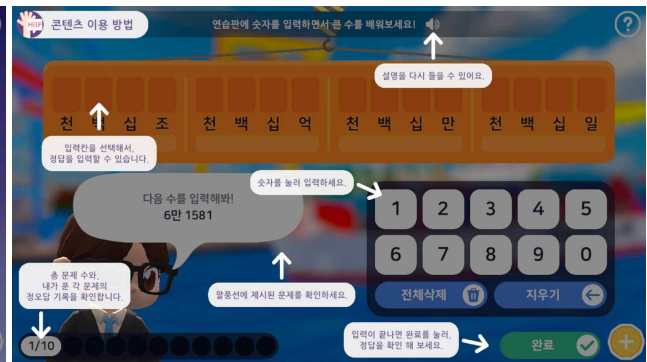 HELP 콘텐츠 이용 방법
연습판에 숫자를 입력하면서 큰 수를 배워보세요!
?
설명을 다시 들을 수 있어요.
천 백 십 조 천 백 십 억 천 백 십 만 천 백 십 일
입력칸을 선택해서,
정답을 입력할 수 있습니다.
숫자를 눌러 입력하세요.
다음 수를 입력해봐!
6만 1581
1 2 3 4 5
6 7 8 9 0
총 문제 수와,
내가 푼 각 문제의
정오답 기록을 확인합니다.
말풍선에 제시된 문제를 확인하세요.
전체삭제 지우기
1/10
입력이 끝나면 완료를 눌러,
정답을 확인 해 보세요.
완료